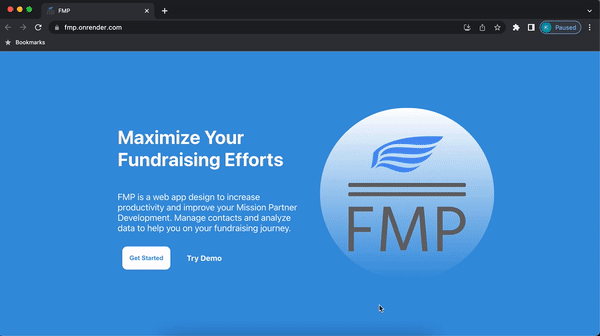 FMP
fmp.onrender.com
K
Paused
Bookmarks
Maximize Your
Fundraising Efforts
FMP is a web app design to increase
productivity and improve your Mission Partner
Development. Manage contacts and analyze
data to help you on your fundraising journey.
Get Started
Try Demo
FMP